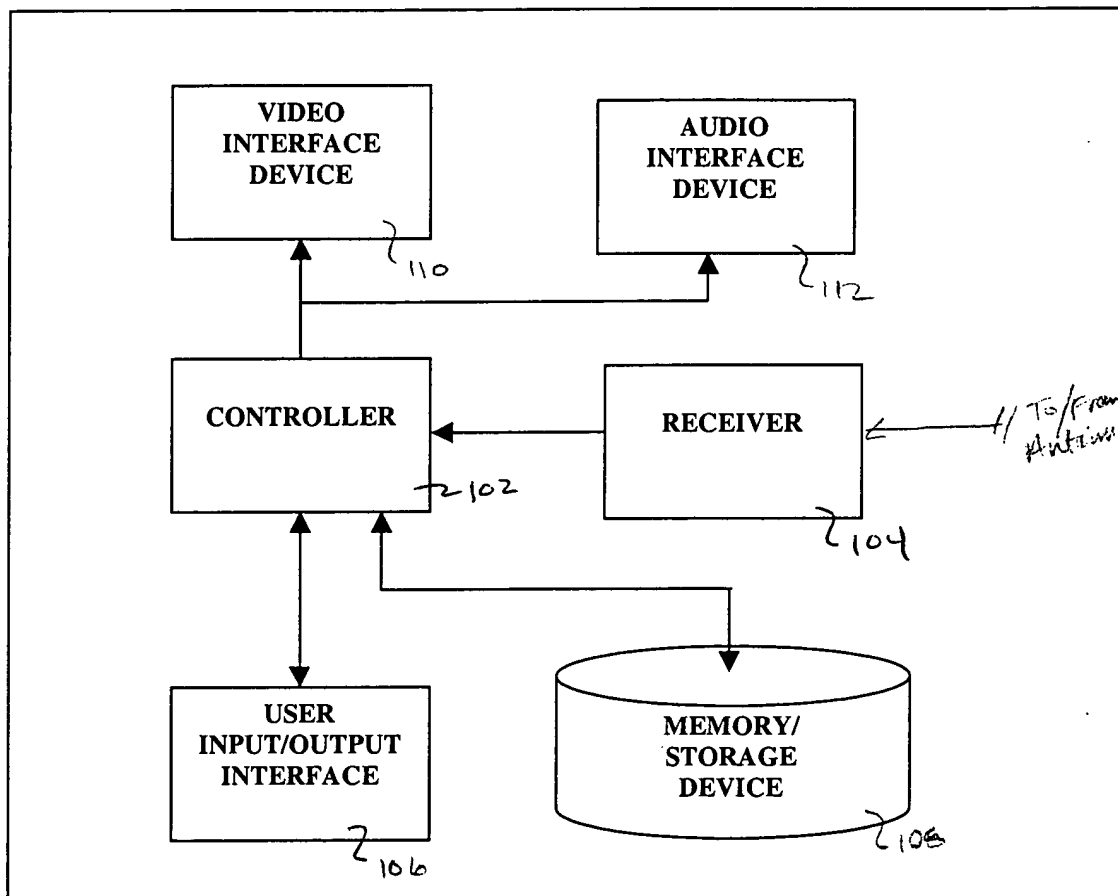 VIDEO
INTERFACE
DEVICE
110
AUDIO
INTERFACE
DEVICE
112
CONTROLLER
102
RECEIVER
104
To/From
USER
INPUT/OUTPUT
INTERFACE
106
MEMORY/
STORAGE
DEVICE
108